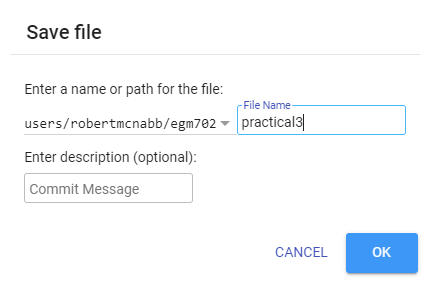 Save file
Enter a name or path for the file:
File Name
users/robertmcnabb/egm702 practical3
Enter description (optional):
Commit Message
CANCEL OK